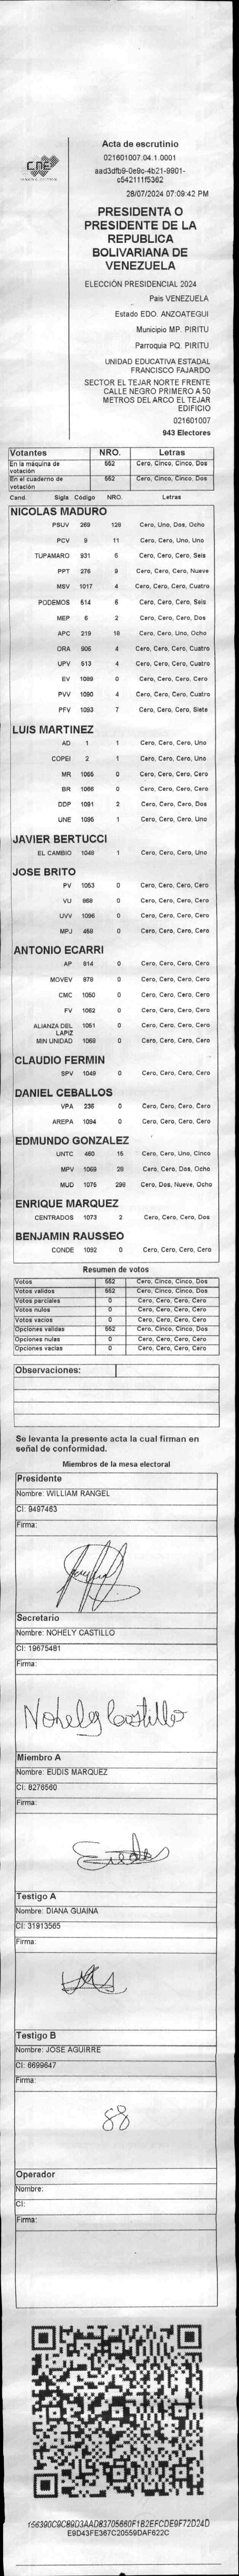 CNE
Acta de escrutinio
021601007.04.1.0001
aad3dfb9-0e9c-4b21-8901-
c542111f5362
28/07/2024 07:09:42 PM
PRESIDENTA O
PRESIDENTE DE LA
REPUBLICA
BOLIVARIANA DE
VENEZUELA
ELECCIÓN PRESIDENCIAL 2024
País VENEZUELA
Estado EDO. ANZOATEGUI
Municipio MP. PIRITU
Parroquia PQ. PIRITU
UNIDAD EDUCATIVA ESTADAL
FRANCISCO FAJARDO
SECTOR EL TEJAR NORTE FRENTE
CALLE NEGRO PRIMERO A 50
METROS DEL ARCO EL TEJAR
EDIFICIO
021601007
943 Electores
Votantes NRO. Letras
En la máquina de
votación 552 Cero, Cinco, Cinco, Dos
En el cuaderno de
votación 552 Cero, Cinco, Cinco, Dos
Cand. Sigla Código NRO. Letras
NICOLAS MADURO
PSUV 269 128 Cero, Uno, Dos, Ocho
PCV 9 11 Cero, Cero, Uno, Uno
TUPAMARO 931 6 Cero, Cero, Cero, Seis
PPT 276 9 Cero, Cero, Cero, Nueve
MSV 1017 4 Cero, Cero, Cero, Cuatro
PODEMOS 514 6 Cero, Cero, Cero, Seis
MEP 6 2 Cero, Cero, Cero, Dos
APC 219 18 Cero, Cero, Uno, Ocho
ORA 906 4 Cero, Cero, Cero, Cuatro
UPV 513 4 Cero, Cero, Cero, Cuatro
EV 1089 0 Cero, Cero, Cero, Cero
PVV 1090 4 Cero, Cero, Cero, Cuatro
PFV 1093 7 Cero, Cero, Cero, Siete
LUIS MARTINEZ
AD 1 1 Cero, Cero, Cero, Uno
COPEI 2 1 Cero, Cero, Cero, Uno
MR 1065 0 Cero, Cero, Cero, Cero
BR 1066 0 Cero, Cero, Cero, Cero
DDP 1091 2 Cero, Cero, Cero, Dos
UNE 1095 1 Cero, Cero, Cero, Uno
JAVIER BERTUCCI
EL CAMBIO 1048 1 Cero, Cero, Cero, Uno
JOSE BRITO
PV 1053 0 Cero, Cero, Cero, Cero
VU 868 0 Cero, Cero, Cero, Cero
UVV 1096 0 Cero, Cero, Cero, Cero
MPJ 458 0 Cero, Cero, Cero, Cero
ANTONIO ECARRI
AP 814 0 Cero, Cero, Cero, Cero
MOVEV 879 0 Cero, Cero, Cero, Cero
CMC 1050 0 Cero, Cero, Cero, Cero
FV 1062 0 Cero, Cero, Cero, Cero
ALIANZA DEL
LAPIZ 1051 0 Cero, Cero, Cero, Cero
MIN UNIDAD 1068 0 Cero, Cero, Cero, Cero
CLAUDIO FERMIN
SPV 1049 0 Cero, Cero, Cero, Cero
DANIEL CEBALLOS
VPA 235 0 Cero, Cero, Cero, Cero
AREPA 1094 0 Cero, Cero, Cero, Cero
EDMUNDO GONZALEZ
UNTC 460 15 Cero, Cero, Uno, Cinco
MPV 1069 28 Cero, Cero, Dos, Ocho
MUD 1076 298 Cero, Dos, Nueve, Ocho
ENRIQUE MARQUEZ
CENTRADOS 1073 2 Cero, Cero, Cero, Dos
BENJAMIN RAUSSEO
CONDE 1092 0 Cero, Cero, Cero, Cero
Resumen de votos
Votos 552 Cero, Cinco, Cinco, Dos
Votos validos 552 Cero, Cinco, Cinco, Dos
Votos parciales 0 Cero, Cero, Cero, Cero
Votos nulos 0 Cero, Cero, Cero, Cero
Votos vacios 0 Cero, Cero, Cero, Cero
Opciones validas 552 Cero, Cinco, Cinco, Dos
Opciones nulas 0 Cero, Cero, Cero, Cero
Opciones vacias 0 Cero, Cero, Cero, Cero
Observaciones:
Se levanta la presente acta la cual firman en
señal de conformidad.
Miembros de la mesa electoral
Presidente
Nombre: WILLIAM RANGEL
CI: 9497463
Firma:
Secretario
Nombre: NOHELY CASTILLO
CI: 19675481
Firma:
Nohely Castillo
Miembro A
Nombre: EUDIS MARQUEZ
CI: 8276560
Firma:
Eudis
Testigo A
Nombre: DIANA GUAINA
CI: 31913565
Firma:
Testigo B
Nombre: JOSE AGUIRRE
CI: 6699647
Firma:
Operador
Nombre:
CI:
Firma:
156390C9CB9D3AAD83705660F1B2EFCDE9F72D24D
E9D43FE367C20559DAF622C